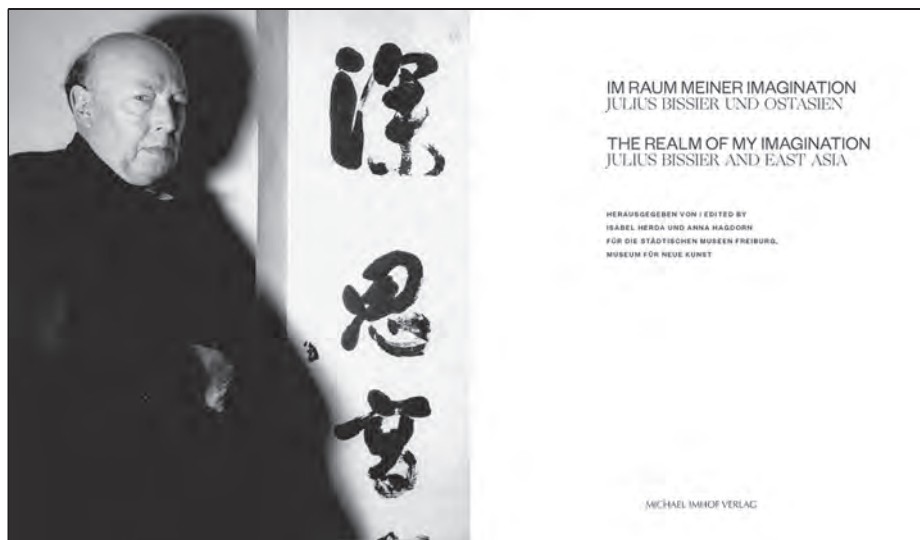 深
思
IM RAUM MEINER IMAGINATION
JULIUS BISSIER UND OSTASIEN
THE REALM OF MY IMAGINATION
JULIUS BISSIER AND EAST ASIA
HERAUSGEGEBEN VON / EDITED BY
ISABEL HERDA UND ANNA HAGDORN
FÜR DIE STÄDTISCHEN MUSEEN FREIBURG,
MUSEUM FÜR NEUE KUNST
MICHAEL IMHOF VERLAG